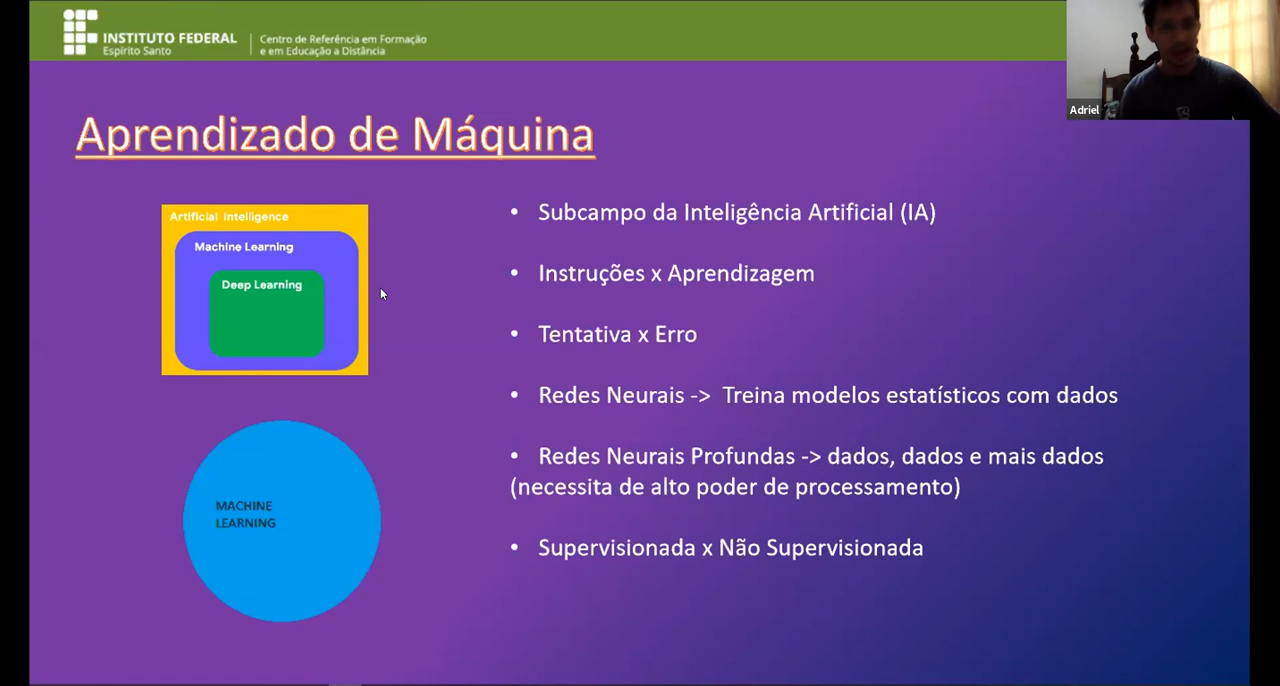 INSTITUTO FEDERAL
Espírito Santo
Centro de Referência em Formação
e em Educação a Distância
Adriel
Aprendizado de Máquina
Artificial Intelligence
Machine Learning
Deep Learning
MACHINE
LEARNING
• Subcampo da Inteligência Artificial (IA)
• Instruções x Aprendizagem
• Tentativa x Erro
• Redes Neurais -> Treina modelos estatísticos com dados
• Redes Neurais Profundas -> dados, dados e mais dados
(necessita de alto poder de processamento)
• Supervisionada x Não Supervisionada